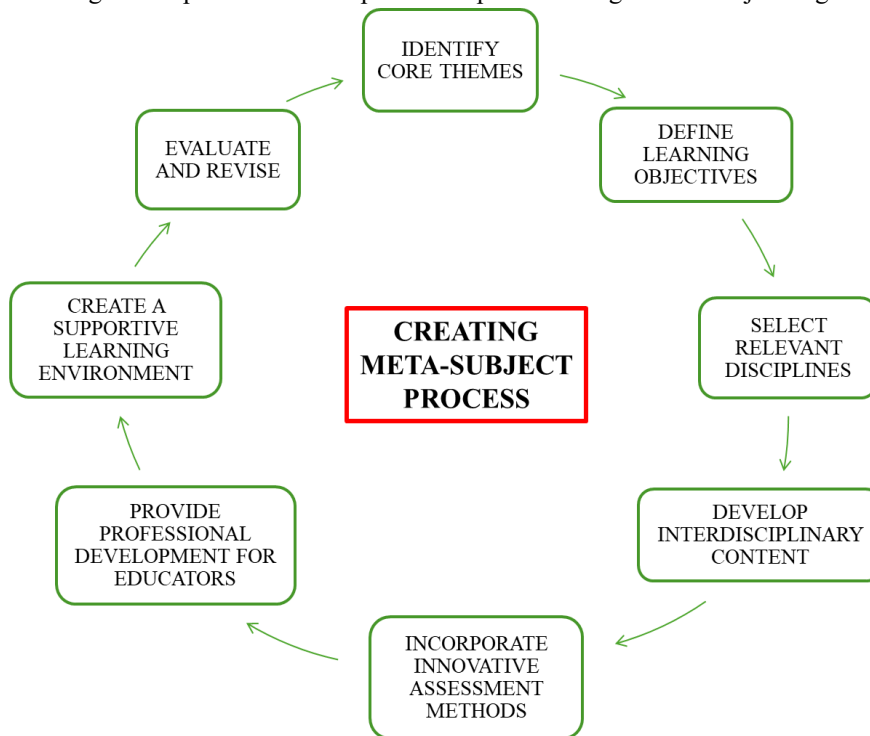 IDENTIFY
CORE THEMES
DEFINE
LEARNING
OBJECTIVES
SELECT
RELEVANT
DISCIPLINES
DEVELOP
INTERDISCIPLINARY
CONTENT
INCORPORATE
INNOVATIVE
ASSESSMENT
METHODS
PROVIDE
PROFESSIONAL
DEVELOPMENT FOR
EDUCATORS
CREATE A
SUPPORTIVE
LEARNING
ENVIRONMENT
EVALUATE
AND REVISE
CREATING
META-SUBJECT
PROCESS